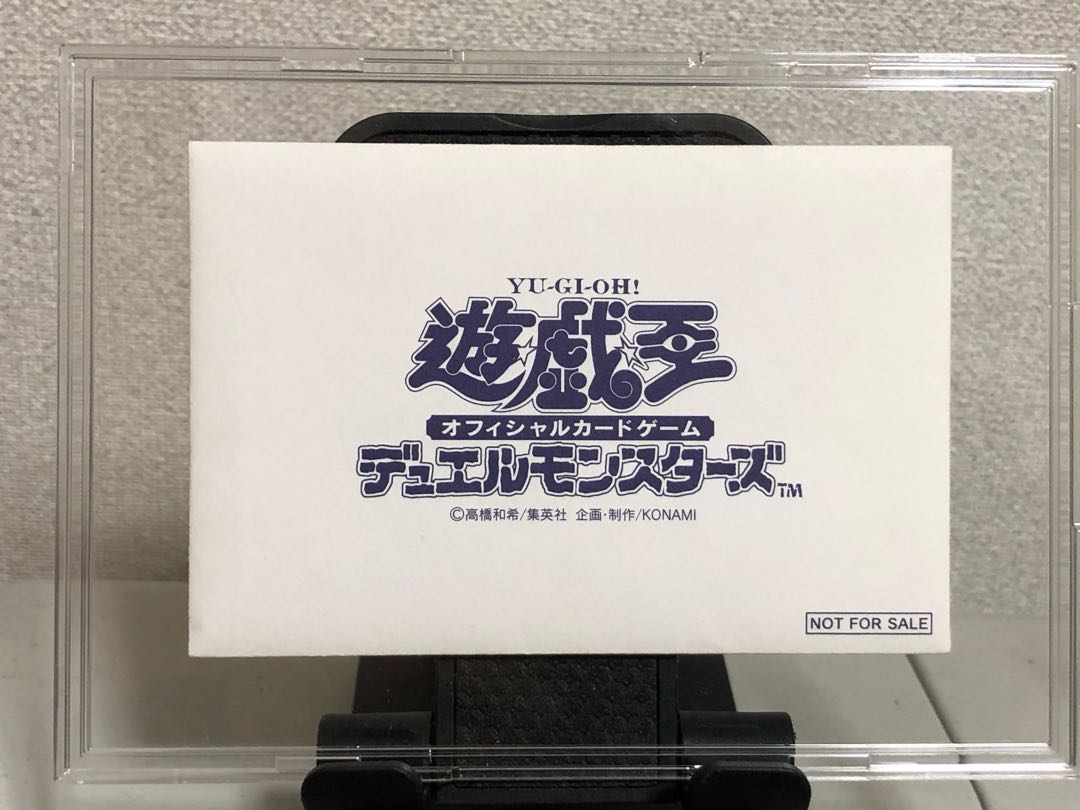 YU-GI-OH!
遊戯王
オフィシャルカードゲーム
デュエルモンスターズ™
©高橋和希/集英社 企画・制作/KONAMI
NOT FOR SALE